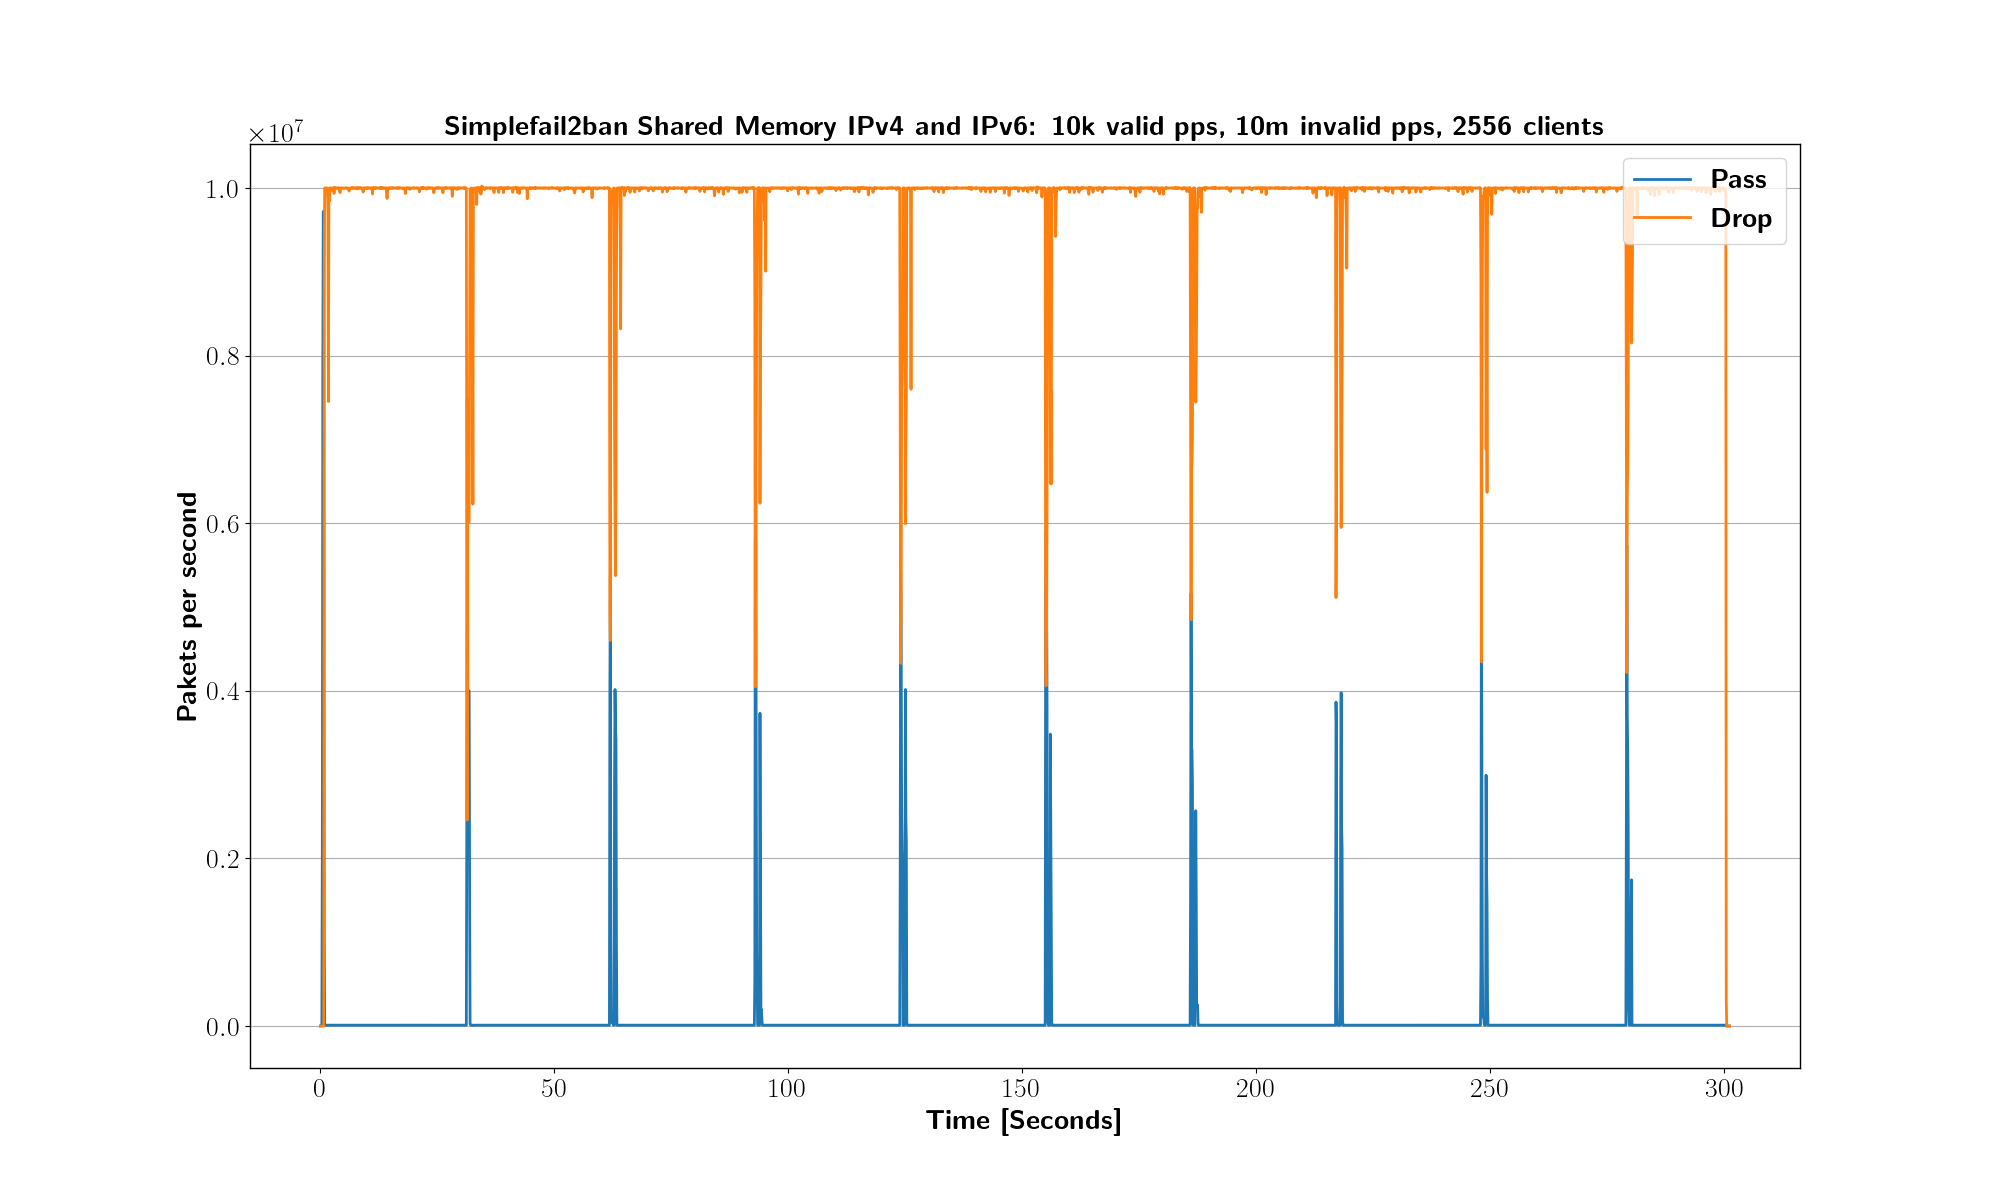 Simplefail2ban Shared Memory IPv4 and IPv6: 10k valid pps, 10m invalid pps, 2556 clients
×10⁷
Pass
Drop
1.0
0.8
0.6
0.4
0.2
0.0
Pakets per second
0 50 100 150 200 250 300
Time [Seconds]